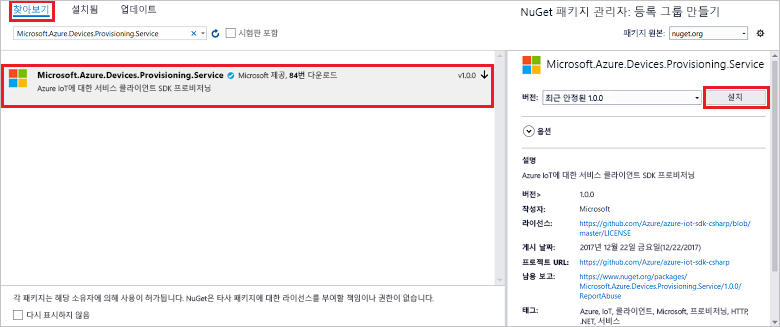 찾아보기 설치됨 업데이트
NuGet 패키지 관리자: 등록 그룹 만들기
Microsoft.Azure.Devices.Provisioning.Service
시험판 포함
패키지 원본: nuget.org
Microsoft.Azure.Devices.Provisioning.Service Microsoft 제공, 84번 다운로드 v1.0.0
Azure IoT에 대한 서비스 클라이언트 SDK 프로비저닝
각 패키지는 해당 소유자에 의해 사용이 허가됩니다. NuGet은 타사 패키지에 대한 라이선스를 부여할 책임이나 권한이 없습니다.
다시 표시하지 않음
Microsoft.Azure.Devices.Provisioning.Service
버전: 최근 안정된 1.0.0 설치
옵션
설명
Azure IoT에 대한 서비스 클라이언트 SDK 프로비저닝
버전> 1.0.0
작성자: Microsoft
라이선스: https://github.com/Azure/azure-iot-sdk-csharp/blob/
master/LICENSE
게시 날짜: 2017년 12월 22일 금요일(12/22/2017)
프로젝트 URL: https://github.com/Azure/azure-iot-sdk-csharp
남용 보고: https://www.nuget.org/packages/
Microsoft.Azure.Devices.Provisioning.Service/1.0.0/
ReportAbuse
태그: Azure, IoT, 클라이언트, Microsoft, 프로비저닝, HTTP,
.NET, 서비스